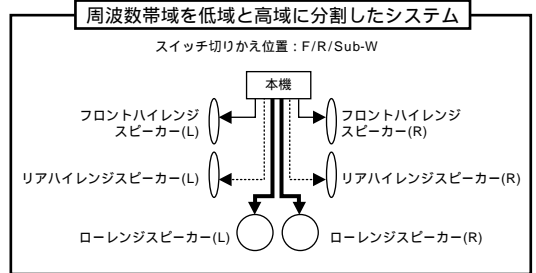 周波数帯域を低域と高域に分割したシステム
スイッチ切りかえ位置：F/R/Sub-W
本機
フロントハイレンジ
スピーカー(L)
フロントハイレンジ
スピーカー(R)
リアハイレンジスピーカー(L)
リアハイレンジスピーカー(R)
ローレンジスピーカー(L)
ローレンジスピーカー(R)